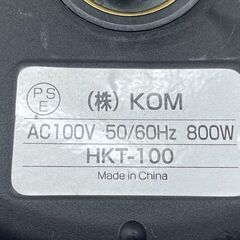 PS
E
(株) KOM
AC100V 50/60Hz 800W
HKT-100
Made in China